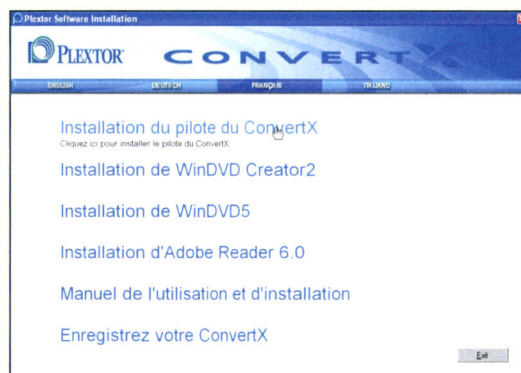 Plextor Software Installation
PLEXTOR® CONVERTX
ENGLISH DEUTSCH FRANÇAIS ITALIANO
Installation du pilote du ConvertX
Cliquez ici pour installer le pilote du ConvertX
Installation de WinDVD Creator2
Installation de WinDVD5
Installation d'Adobe Reader 6.0
Manuel de l'utilisation et d'installation
Enregistrez votre ConvertX
Exit